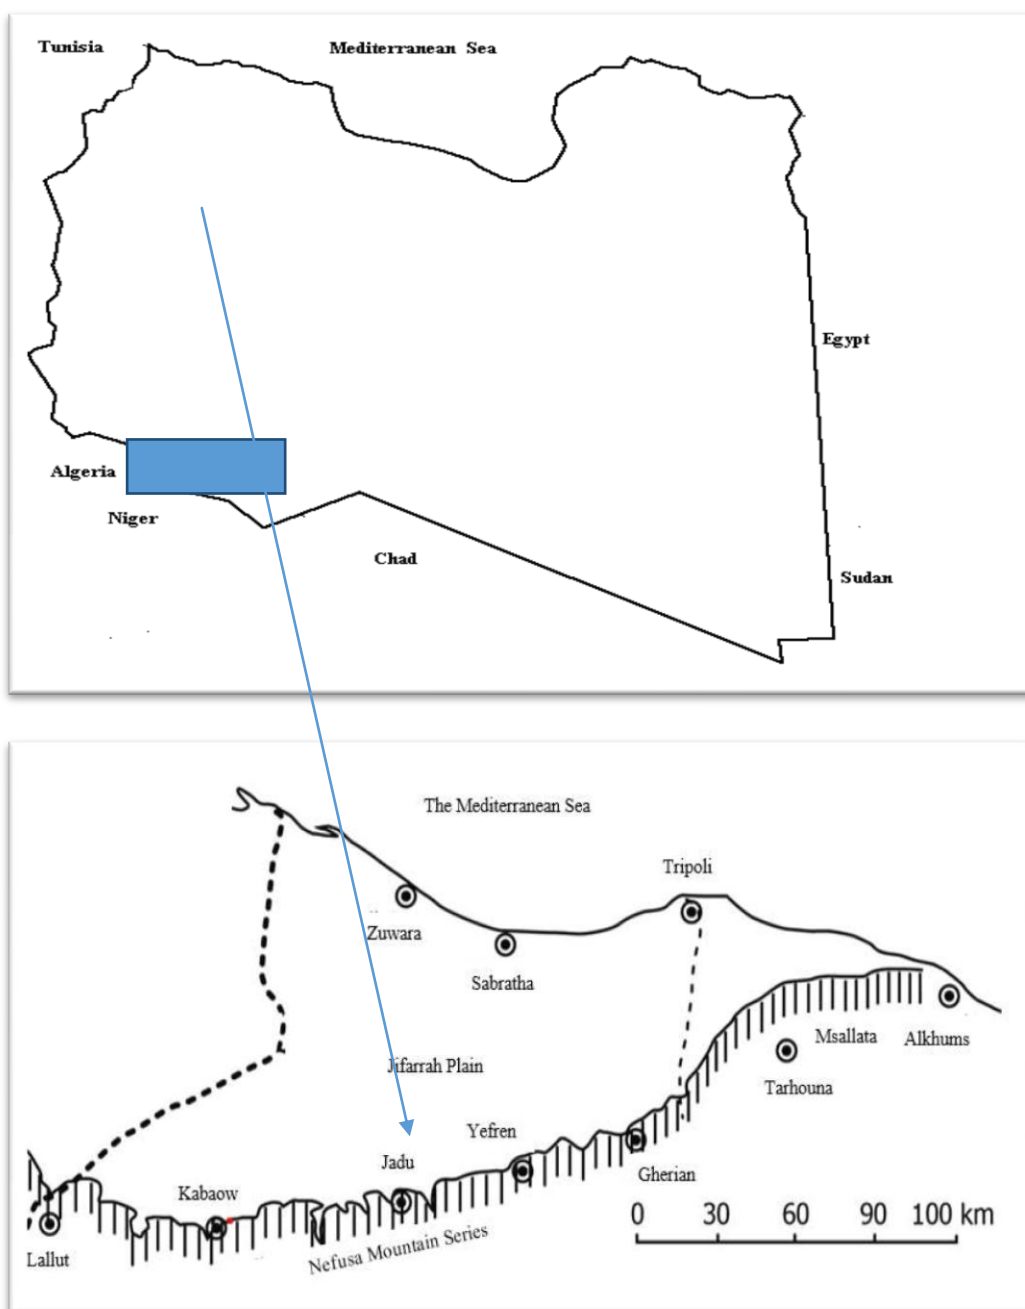 Tunisia
Mediterranean Sea
Egypt
Algeria
Niger
Chad
Sudan
The Mediterranean Sea
Tripoli
Zuwara
Sabratha
Msallata
Alkhums
Jifarrah Plain
Tarhouna
Yefren
Jadu
Gherian
Kabaow
Nefusa Mountain Series
Lallut
0 30 60 90 100 km